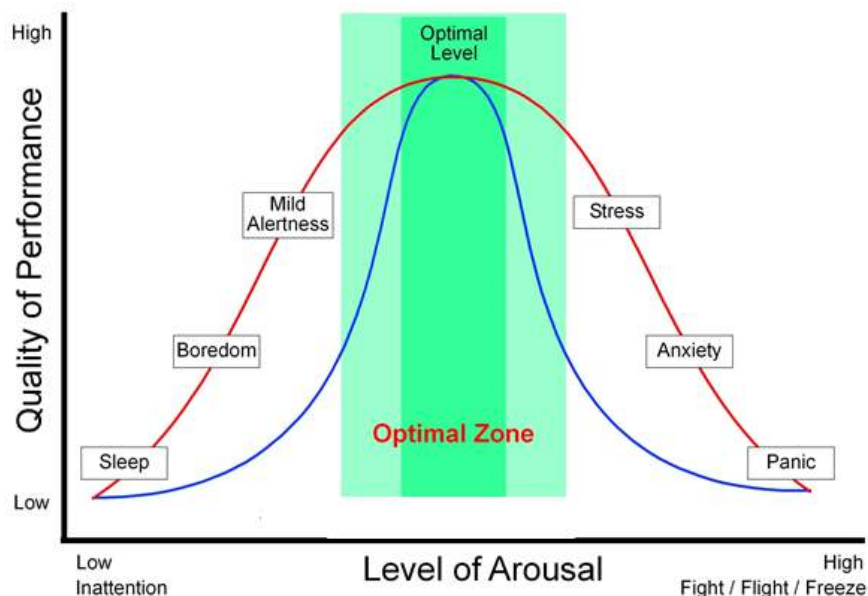 High
Optimal
Level
Quality of Performance
Mild
Alertness
Stress
Boredom
Anxiety
Optimal Zone
Sleep
Panic
Low
Low
Inattention
Level of Arousal
High
Fight / Flight / Freeze